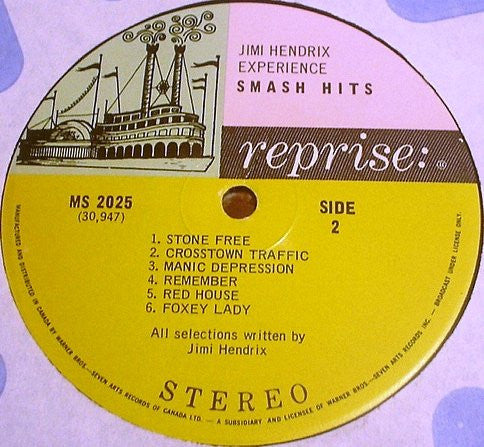 JIMI HENDRIX
EXPERIENCE
SMASH HITS
reprise: ®
MS 2025
(30,947)
SIDE
2
1. STONE FREE
2. CROSSTOWN TRAFFIC
3. MANIC DEPRESSION
4. REMEMBER
5. RED HOUSE
6. FOXEY LADY
All selections written by
Jimi Hendrix
STEREO
MANUFACTURED AND DISTRIBUTED IN CANADA BY WARNER BROS.—SEVEN ARTS RECORDS OF CANADA LTD. — A SUBSIDIARY AND LICENSEE OF WARNER BROS.—SEVEN ARTS RECORDS INC. — BROADCAST UNDER LICENSE ONLY.